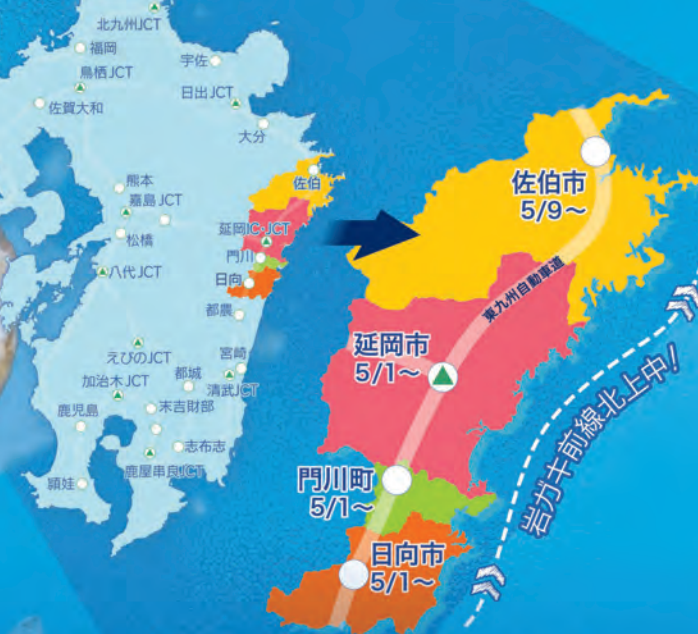 北九州JCT
福岡
鳥栖JCT
宇佐
日出JCT
佐賀大和
大分
熊本
嘉島JCT
松橋
八代JCT
佐伯
延岡IC・JCT
門川
日向
都農
えびのJCT
宮崎
加治木JCT
都城
清武JCT
鹿児島
末吉財部
志布志
鹿屋串良JCT
頴娃
佐伯市
5/9～
東九州自動車道
延岡市
5/1～
門川町
5/1～
日向市
5/1～
岩ガキ前線北上中!